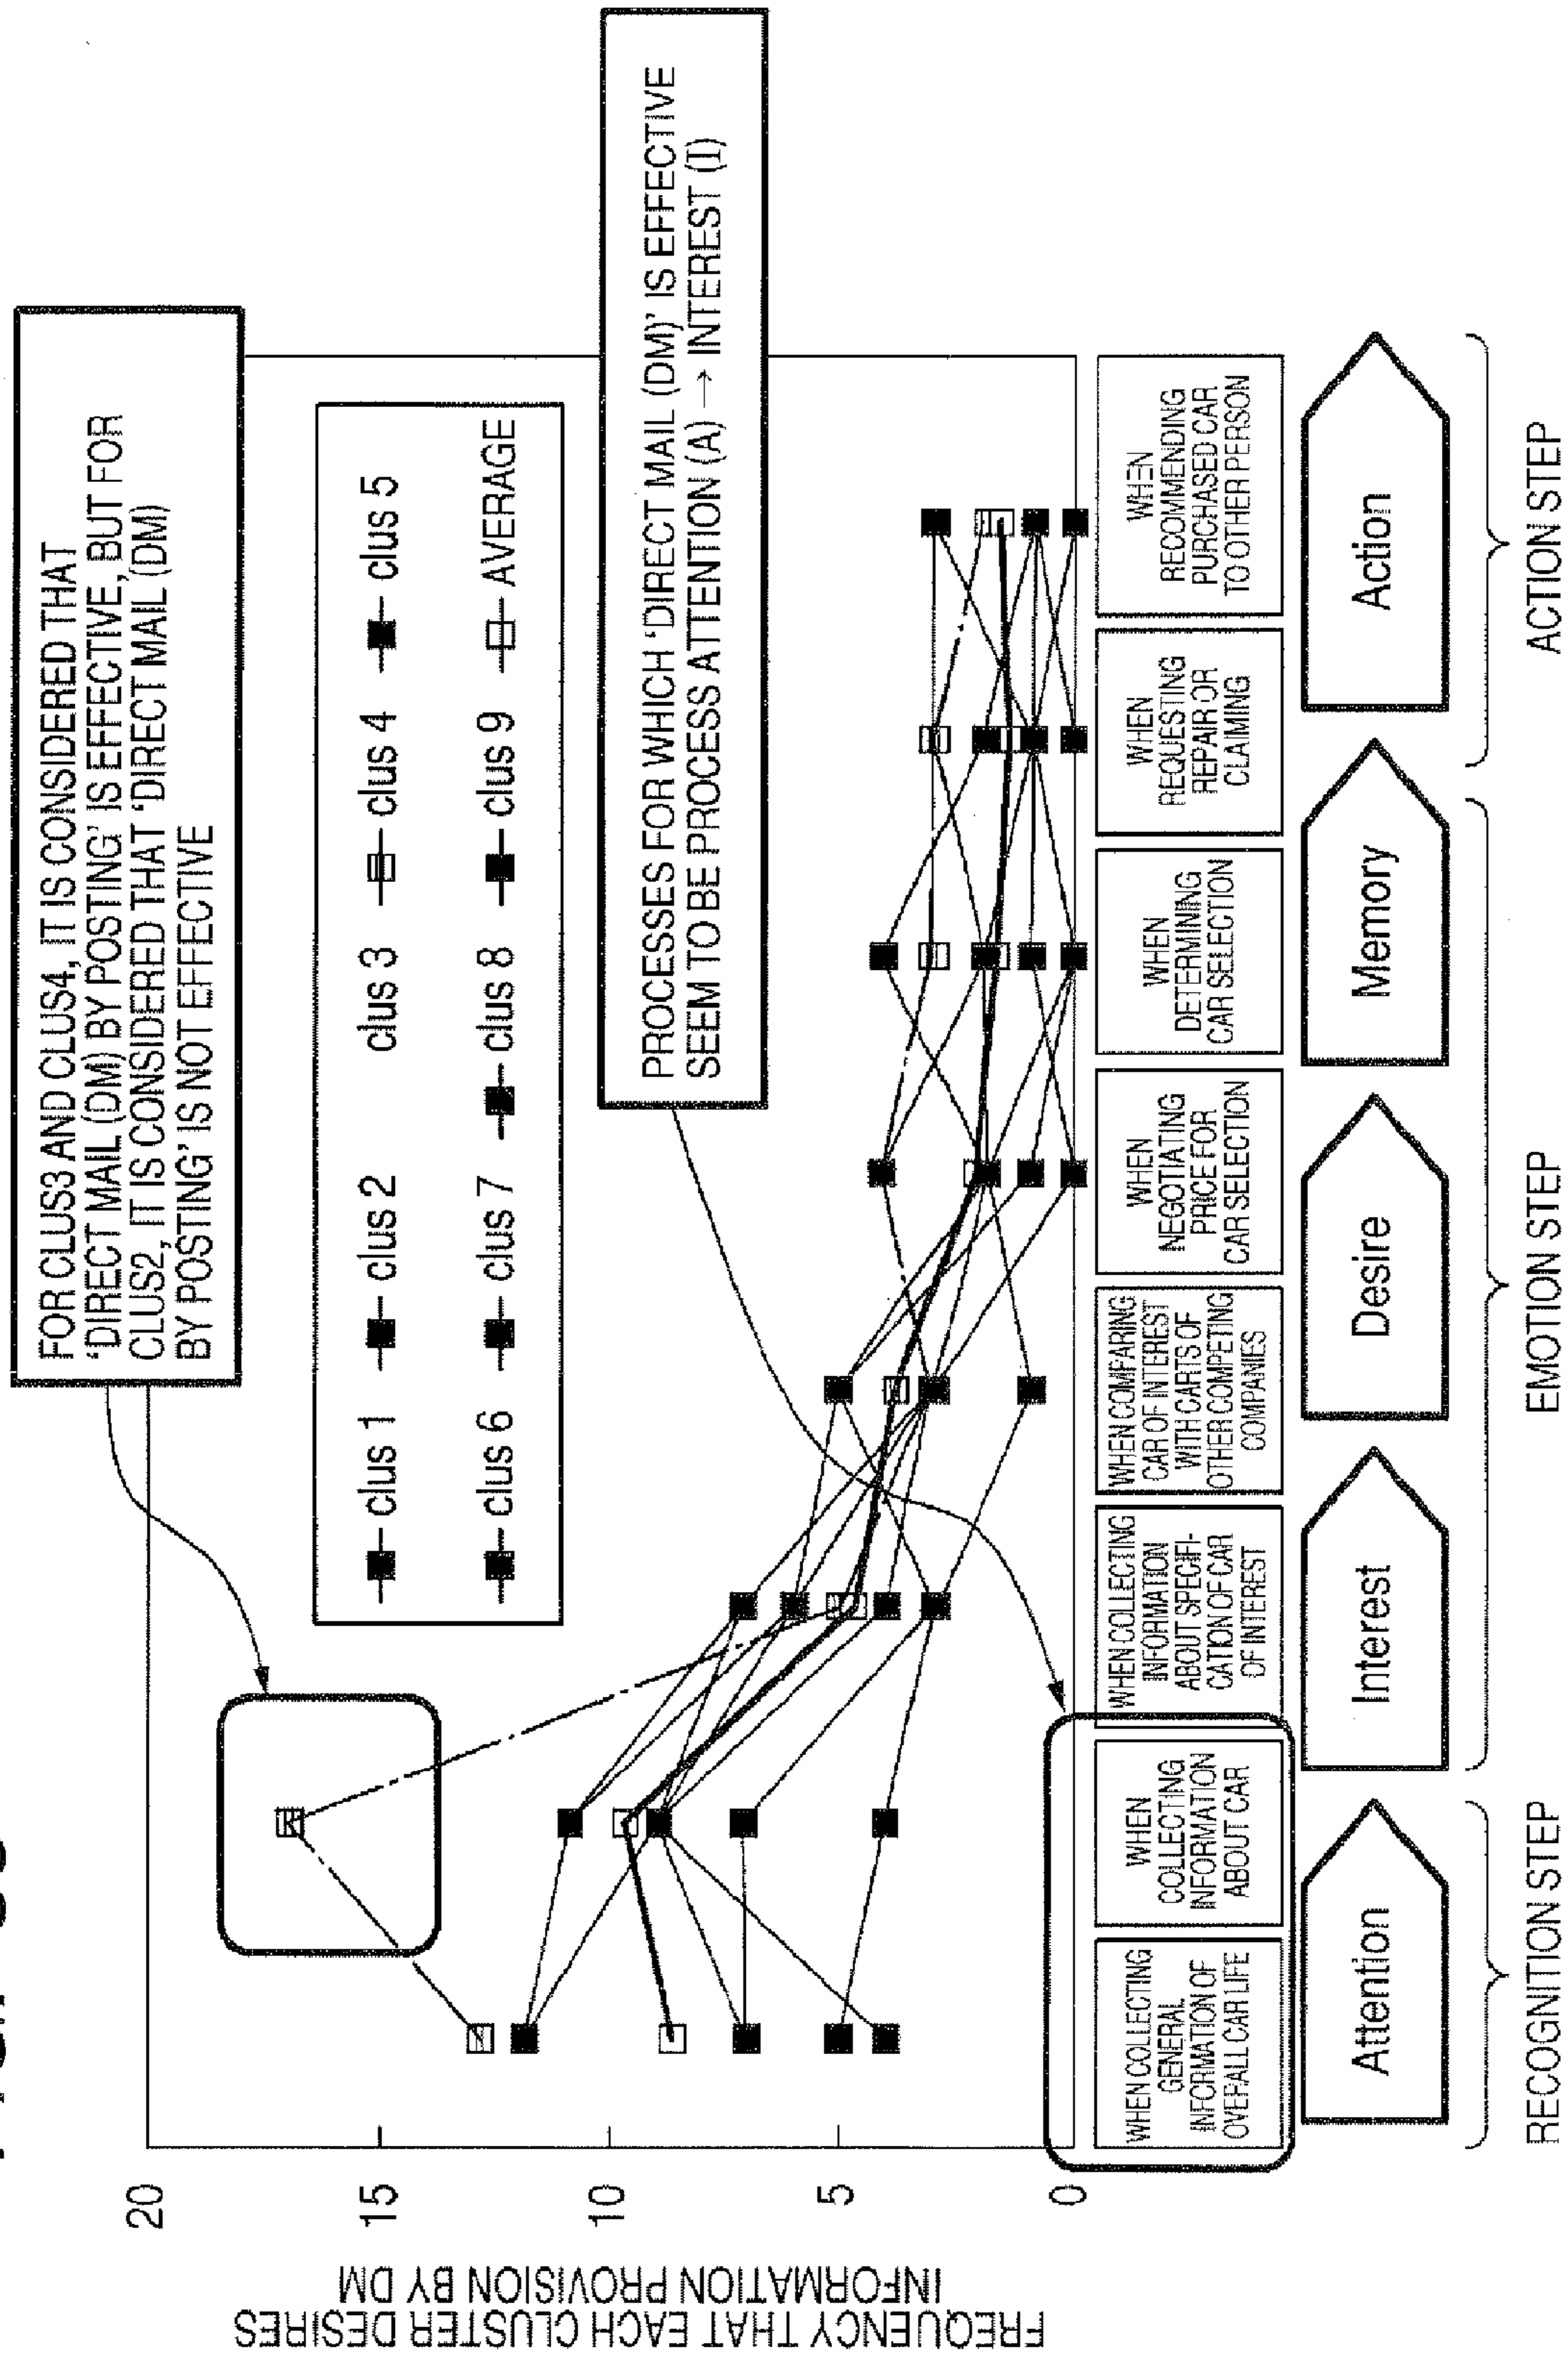 FOR CLUS3 AND CLUS4, IT IS CONSIDERED THAT
'DIRECT MAIL (DM) BY POSTING' IS EFFECTIVE, BUT FOR
CLUS2, IT IS CONSIDERED THAT 'DIRECT MAIL (DM)
BY POSTING' IS NOT EFFECTIVE
clus 1
clus 2
clus 3
clus 4
clus 5
clus 6
clus 7
clus 8
clus 9
AVERAGE
PROCESSES FOR WHICH 'DIRECT MAIL (DM)' IS EFFECTIVE
SEEM TO BE PROCESS ATTENTION (A) → INTEREST (I)
FREQUENCY THAT EACH CLUSTER DESIRES
INFORMATION PROVISION BY DM
20
15
10
5
0
WHEN COLLECTING
GENERAL
INFORMATION OF
OVERALL CAR LIFE
WHEN
COLLECTING
INFORMATION
ABOUT CAR
WHEN COLLECTING
INFORMATION
ABOUT SPECIFI-
CATION OF CAR
OF INTEREST
WHEN COMPARING
CAR OF INTEREST
WITH CARTS OF
OTHER COMPETING
COMPANIES
WHEN
NEGOTIATING
PRICE FOR
CAR SELECTION
WHEN
DETERMINING
CAR SELECTION
WHEN
REQUESTING
REPAIR OR
CLAIMING
WHEN
RECOMMENDING
PURCHASED CAR
TO OTHER PERSON
Attention
Interest
Desire
Memory
Action
RECOGNITION STEP
EMOTION STEP
ACTION STEP